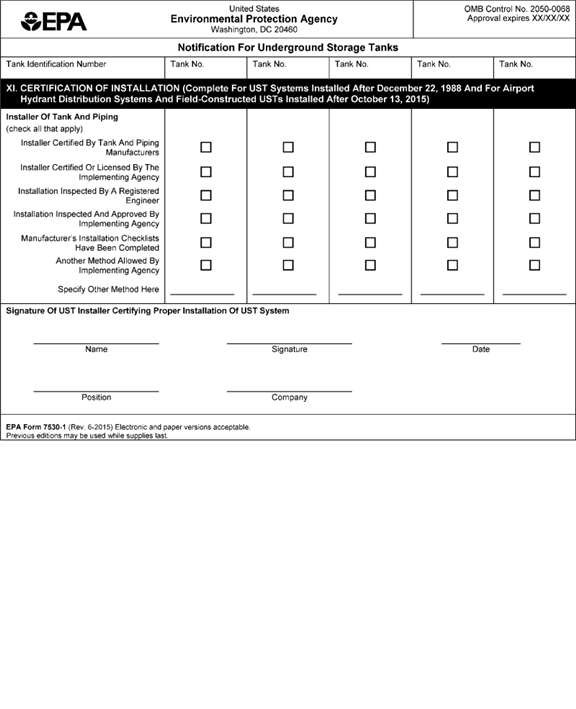 EPA
United States
Environmental Protection Agency
Washington, DC 20460
OMB Control No. 2050-0068
Approval expires XX/XX/XX
Notification For Underground Storage Tanks
Tank Identification Number
Tank No.
Tank No.
Tank No.
Tank No.
Tank No.
XI. CERTIFICATION OF INSTALLATION (Complete For UST Systems Installed After December 22, 1988 And For Airport
Hydrant Distribution Systems And Field-Constructed USTs Installed After October 13, 2015)
Installer Of Tank And Piping
(check all that apply)
Installer Certified By Tank And Piping
Manufacturers
Installer Certified Or Licensed By The
Implementing Agency
Installation Inspected By A Registered
Engineer
Installation Inspected And Approved By
Implementing Agency
Manufacturer's Installation Checklists
Have Been Completed
Another Method Allowed By
Implementing Agency
Specify Other Method Here
Signature Of UST Installer Certifying Proper Installation Of UST System
Name
Signature
Date
Position
Company
EPA Form 7530-1 (Rev. 6-2015) Electronic and paper versions acceptable.
Previous editions may be used while supplies last.